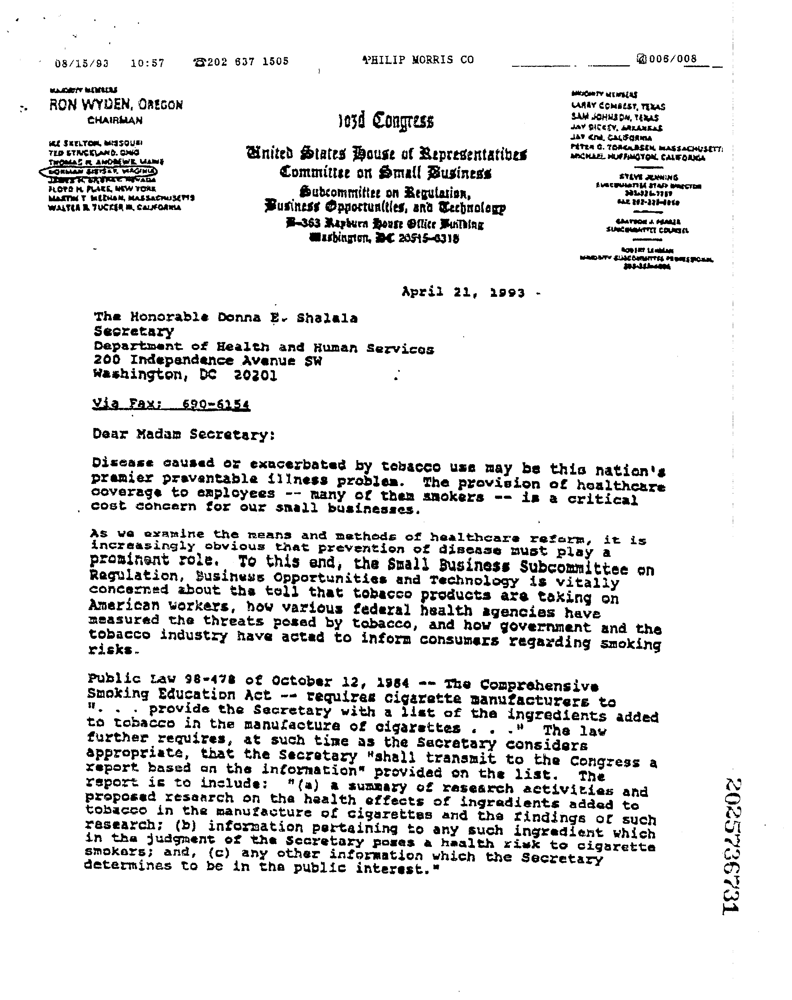 08/15/93 10:57 ☎202 637 1505 PHILIP MORRIS CO 006/008
MAJORITY MEMBERS
RON WYDEN, OREGON
CHAIRMAN
IKE SKELTON, MISSOURI
TED STRICKLAND, OHIO
THOMAS H. ANDREWS, MAINE
NORMAN SISISKY, VIRGINIA
JAMES H. BILBRAY, NEVADA
FLOYD H. FLAKE, NEW YORK
MARTIN T. MEEHAN, MASSACHUSETTS
WALTER R. TUCKER III, CALIFORNIA
103d Congress
United States House of Representatives
Committee on Small Business
Subcommittee on Regulation,
Business Opportunities, and Technology
B-363 Rayburn House Office Building
Washington, DC 20515-6318
MINORITY MEMBERS
LARRY COMBEST, TEXAS
SAM JOHNSON, TEXAS
JAY DICKEY, ARKANSAS
JAY KIM, CALIFORNIA
PETER G. TORKILDSEN, MASSACHUSETTS
MICHAEL HUFFINGTON, CALIFORNIA
STEVE JENNING
SUBCOMMITTEE STAFF DIRECTOR
SUBCOMMITTEE COUNSEL
MINORITY SUBCOMMITTEE PROFESSIONAL
April 21, 1993 -
The Honorable Donna E. Shalala
Secretary
Department of Health and Human Services
200 Independence Avenue SW
Washington, DC 20201
Via Fax: 690-6154
Dear Madam Secretary:
Disease caused or exacerbated by tobacco use may be this nation's
premier preventable illness problem. The provision of healthcare
coverage to employees -- many of them smokers -- is a critical
cost concern for our small businesses.
As we examine the means and methods of healthcare reform, it is
increasingly obvious that prevention of disease must play a
prominent role. To this end, the Small Business Subcommittee on
Regulation, Business Opportunities and Technology is vitally
concerned about the toll that tobacco products are taking on
American workers, how various federal health agencies have
measured the threats posed by tobacco, and how government and the
tobacco industry have acted to inform consumers regarding smoking
risks.
Public Law 98-478 of October 12, 1984 -- The Comprehensive
Smoking Education Act -- requires cigarette manufacturers to
". . . provide the Secretary with a list of the ingredients added
to tobacco in the manufacture of cigarettes . . ." The law
further requires, at such time as the Secretary considers
appropriate, that the Secretary "shall transmit to the Congress a
report based on the information" provided on the list. The
report is to include: "(a) a summary of research activities and
proposed research on the health effects of ingredients added to
tobacco in the manufacture of cigarettes and the findings of such
research; (b) information pertaining to any such ingredient which
in the judgment of the Secretary poses a health risk to cigarette
smokers; and, (c) any other information which the Secretary
determines to be in the public interest."
2025736731